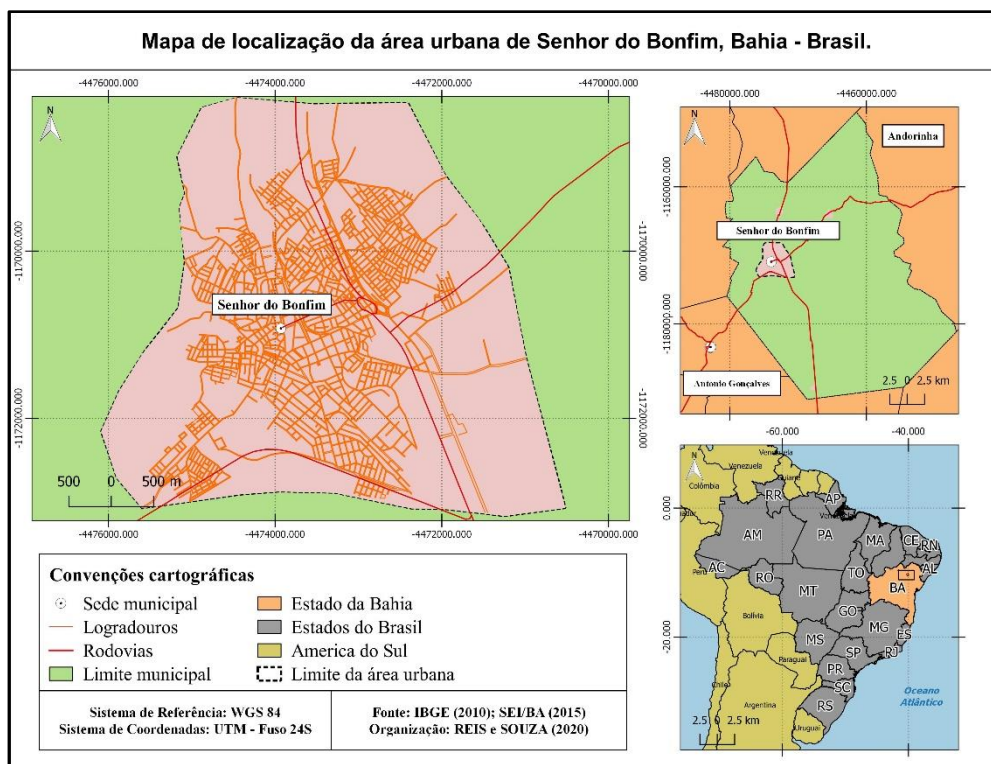 Mapa de localização da área urbana de Senhor do Bonfim, Bahia - Brasil.
-4476000.000 -4474000.000 -4472000.000 -4470000.000
N
-1170000.000 -1170000.000
Senhor do Bonfim
-1172000.000 -1172000.000
500 0 500 m
-4476000.000 -4474000.000 -4472000.000 -4470000.000
-4480000.000 -4460000.000
N
Andorinha
-1160000.000
Senhor do Bonfim
-1180000.000
Antonio Gonçalves
2.5 0 2.5 km
-60.000 -40.000
N
Venezuela
Venezuela
Colômbia
RR
AP
0.000
Venezuela
AM
PA
MA
CE
RN
AC
Peru
RO
TO
AL
BA
MT
Bolívia
GO
MG
ES
-20.000
MS
Paraguai
SP
RJ
PR
Chile
SC
Argentina
RS
Oceano
Atlântico
Uruguai
2.5 0 2.5 km
Convenções cartográficas
Sede municipal
Logradouros
Rodovias
Limite municipal
Estado da Bahia
Estados do Brasil
America do Sul
Limite da área urbana
Sistema de Referência: WGS 84
Sistema de Coordenadas: UTM - Fuso 24S
Fonte: IBGE (2010); SEI/BA (2015)
Organização: REIS e SOUZA (2020)